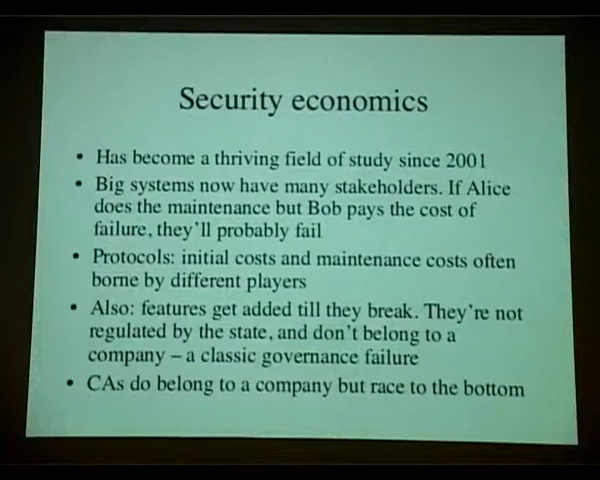 Security economics
• Has become a thriving field of study since 2001
• Big systems now have many stakeholders. If Alice
does the maintenance but Bob pays the cost of
failure, they'll probably fail
• Protocols: initial costs and maintenance costs often
borne by different players
• Also: features get added till they break. They're not
regulated by the state, and don't belong to a
company – a classic governance failure
• CAs do belong to a company but race to the bottom